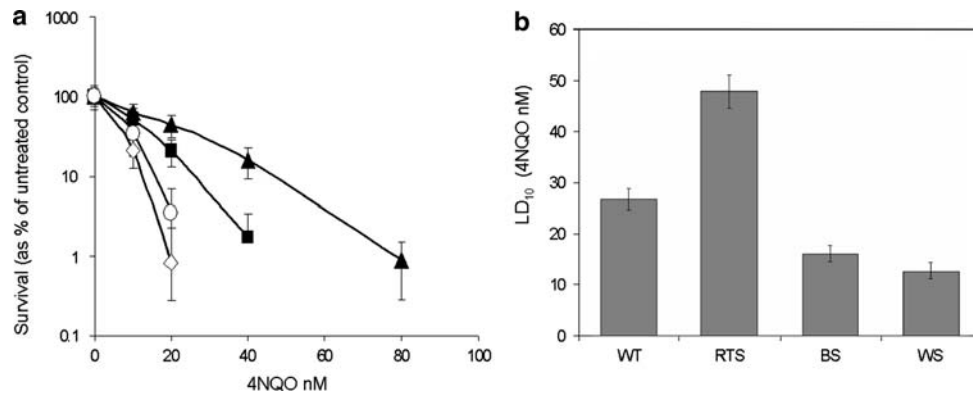 a
1000
100
10
1
0.1
Survival (as % of untreated control)
0 20 40 60 80 100
4NQO nM
b
60
50
40
30
20
10
0
LD10 (4NQO nM)
WT RTS BS WS